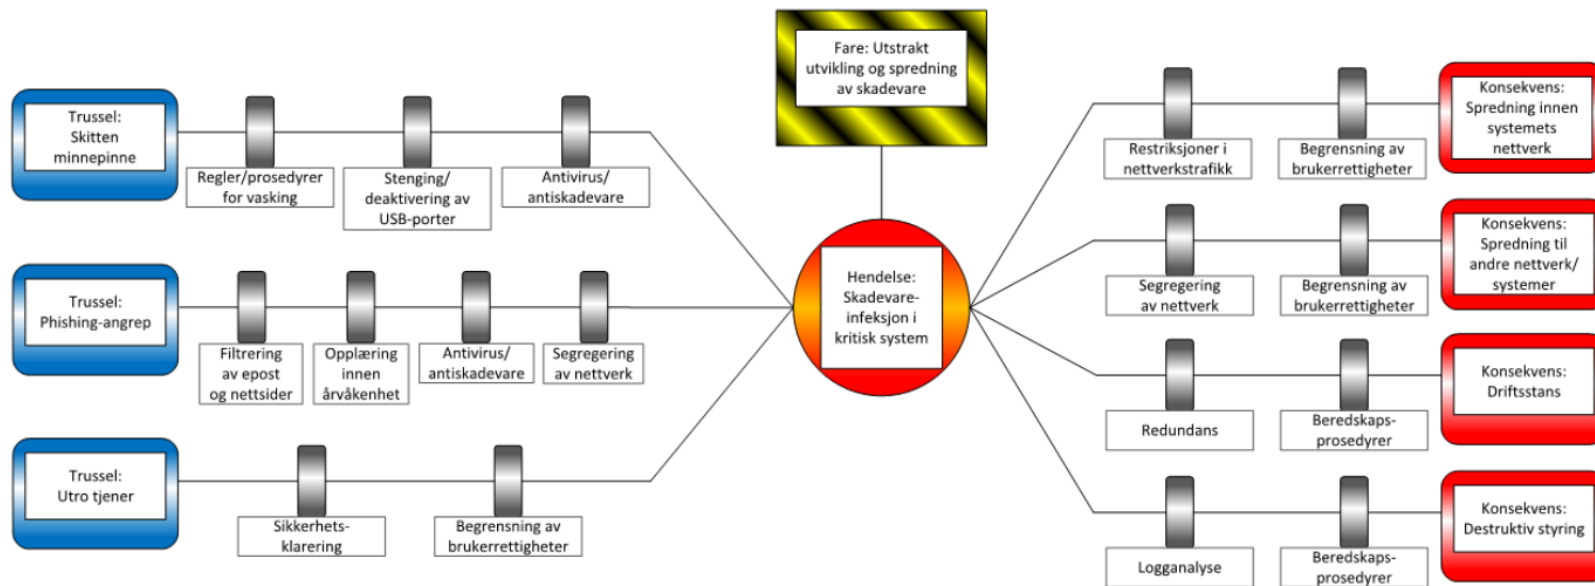 Fare: Utstrakt
utvikling og spredning
av skadevare
Trussel:
Skitten
minnepinne
Regler/prosedyrer
for vasking
Stenging/
deaktivering av
USB-porter
Antivirus/
antiskadevare
Trussel:
Phishing-angrep
Filtrering
av epost
og nettsider
Opplæring
innen
årvåkenhet
Antivirus/
antiskadevare
Segregering
av nettverk
Trussel:
Utro tjener
Sikkerhets-
klarering
Begrensning av
brukerrettigheter
Hendelse:
Skadevare-
infeksjon i
kritisk system
Restriksjoner i
nettverkstrafikk
Begrensning av
brukerrettigheter
Konsekvens:
Spredning innen
systemets
nettverk
Segregering
av nettverk
Begrensning av
brukerrettigheter
Konsekvens:
Spredning til
andre nettverk/
systemer
Redundans
Beredskaps-
prosedyrer
Konsekvens:
Driftsstans
Logganalyse
Beredskaps-
prosedyrer
Konsekvens:
Destruktiv styring